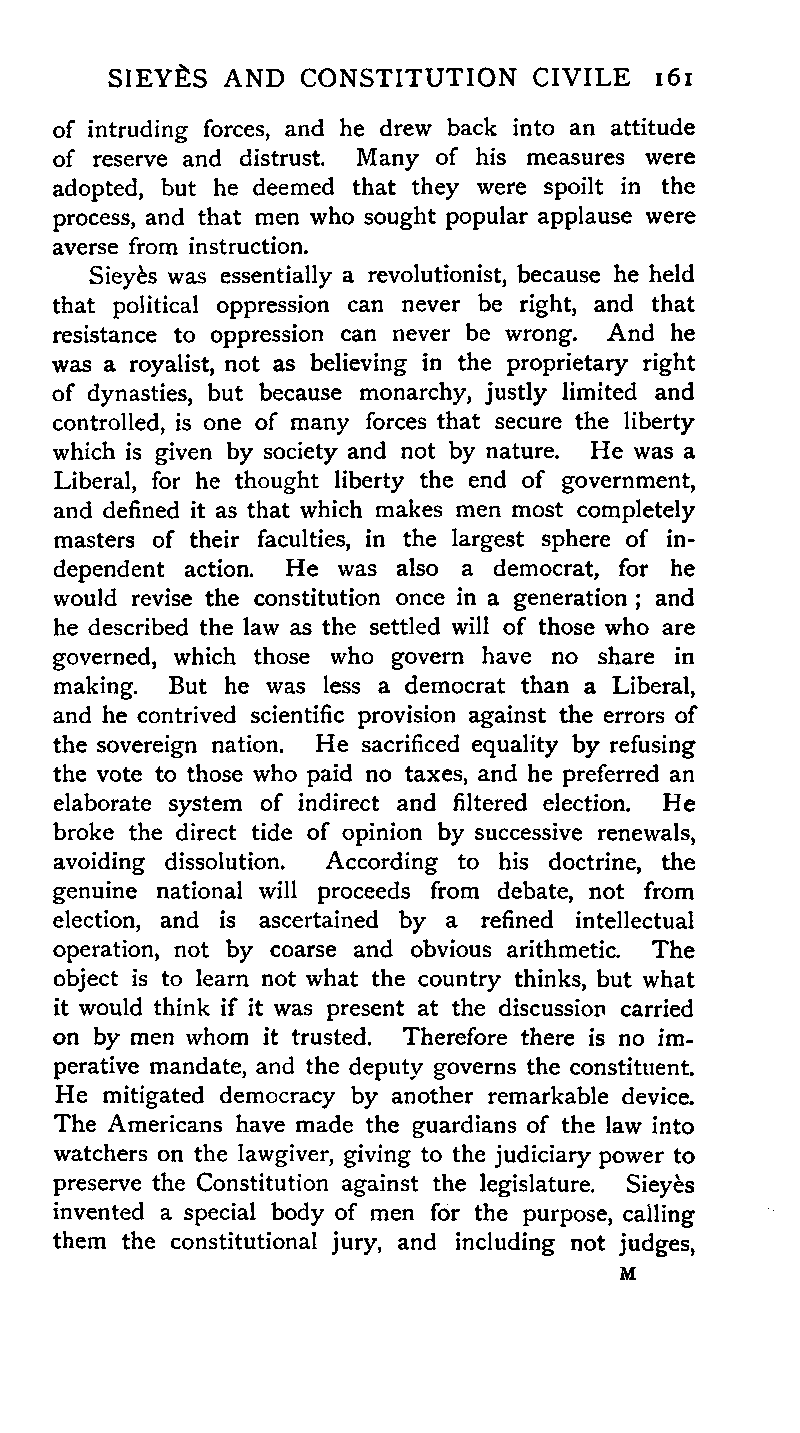 SIEYÈS AND CONSTITUTION CIVILE 161
of intruding forces, and he drew back into an attitude
of reserve and distrust. Many of his measures were
adopted, but he deemed that they were spoilt in the
process, and that men who sought popular applause were
averse from instruction.
Sieyès was essentially a revolutionist, because he held
that political oppression can never be right, and that
resistance to oppression can never be wrong. And he
was a royalist, not as believing in the proprietary right
of dynasties, but because monarchy, justly limited and
controlled, is one of many forces that secure the liberty
which is given by society and not by nature. He was a
Liberal, for he thought liberty the end of government,
and defined it as that which makes men most completely
masters of their faculties, in the largest sphere of in-
dependent action. He was also a democrat, for he
would revise the constitution once in a generation ; and
he described the law as the settled will of those who are
governed, which those who govern have no share in
making. But he was less a democrat than a Liberal,
and he contrived scientific provision against the errors of
the sovereign nation. He sacrificed equality by refusing
the vote to those who paid no taxes, and he preferred an
elaborate system of indirect and filtered election. He
broke the direct tide of opinion by successive renewals,
avoiding dissolution. According to his doctrine, the
genuine national will proceeds from debate, not from
election, and is ascertained by a refined intellectual
operation, not by coarse and obvious arithmetic. The
object is to learn not what the country thinks, but what
it would think if it was present at the discussion carried
on by men whom it trusted. Therefore there is no im-
perative mandate, and the deputy governs the constituent.
He mitigated democracy by another remarkable device.
The Americans have made the guardians of the law into
watchers on the lawgiver, giving to the judiciary power to
preserve the Constitution against the legislature. Sieyès
invented a special body of men for the purpose, calling
them the constitutional jury, and including not judges,
M